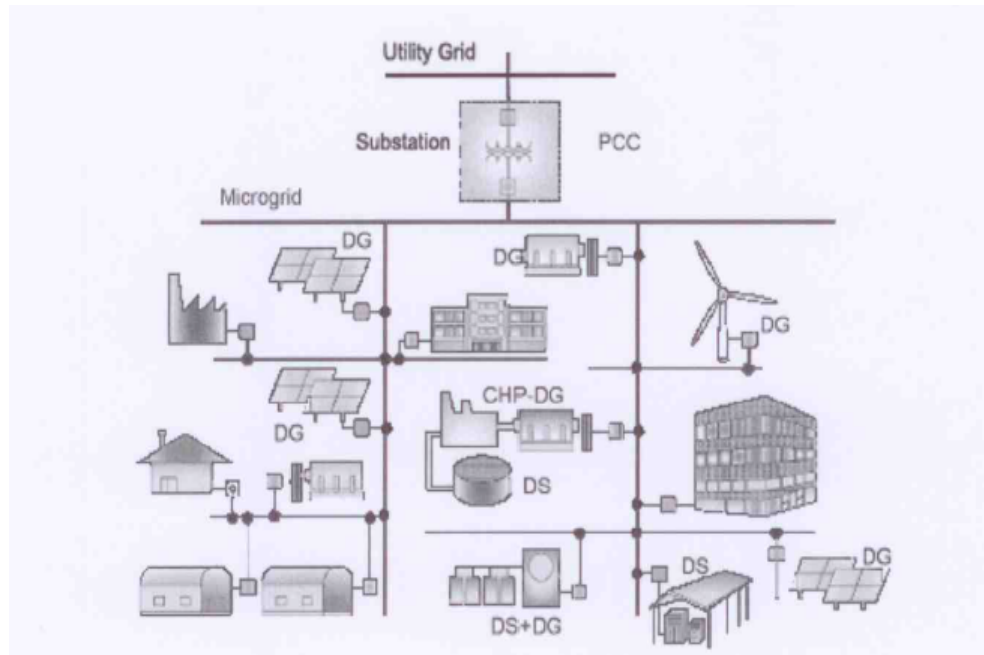 Utility Grid
Substation
PCC
Microgrid
DG
DG
DG
CHP-DG
DG
DS
DS
DG
DS+DG